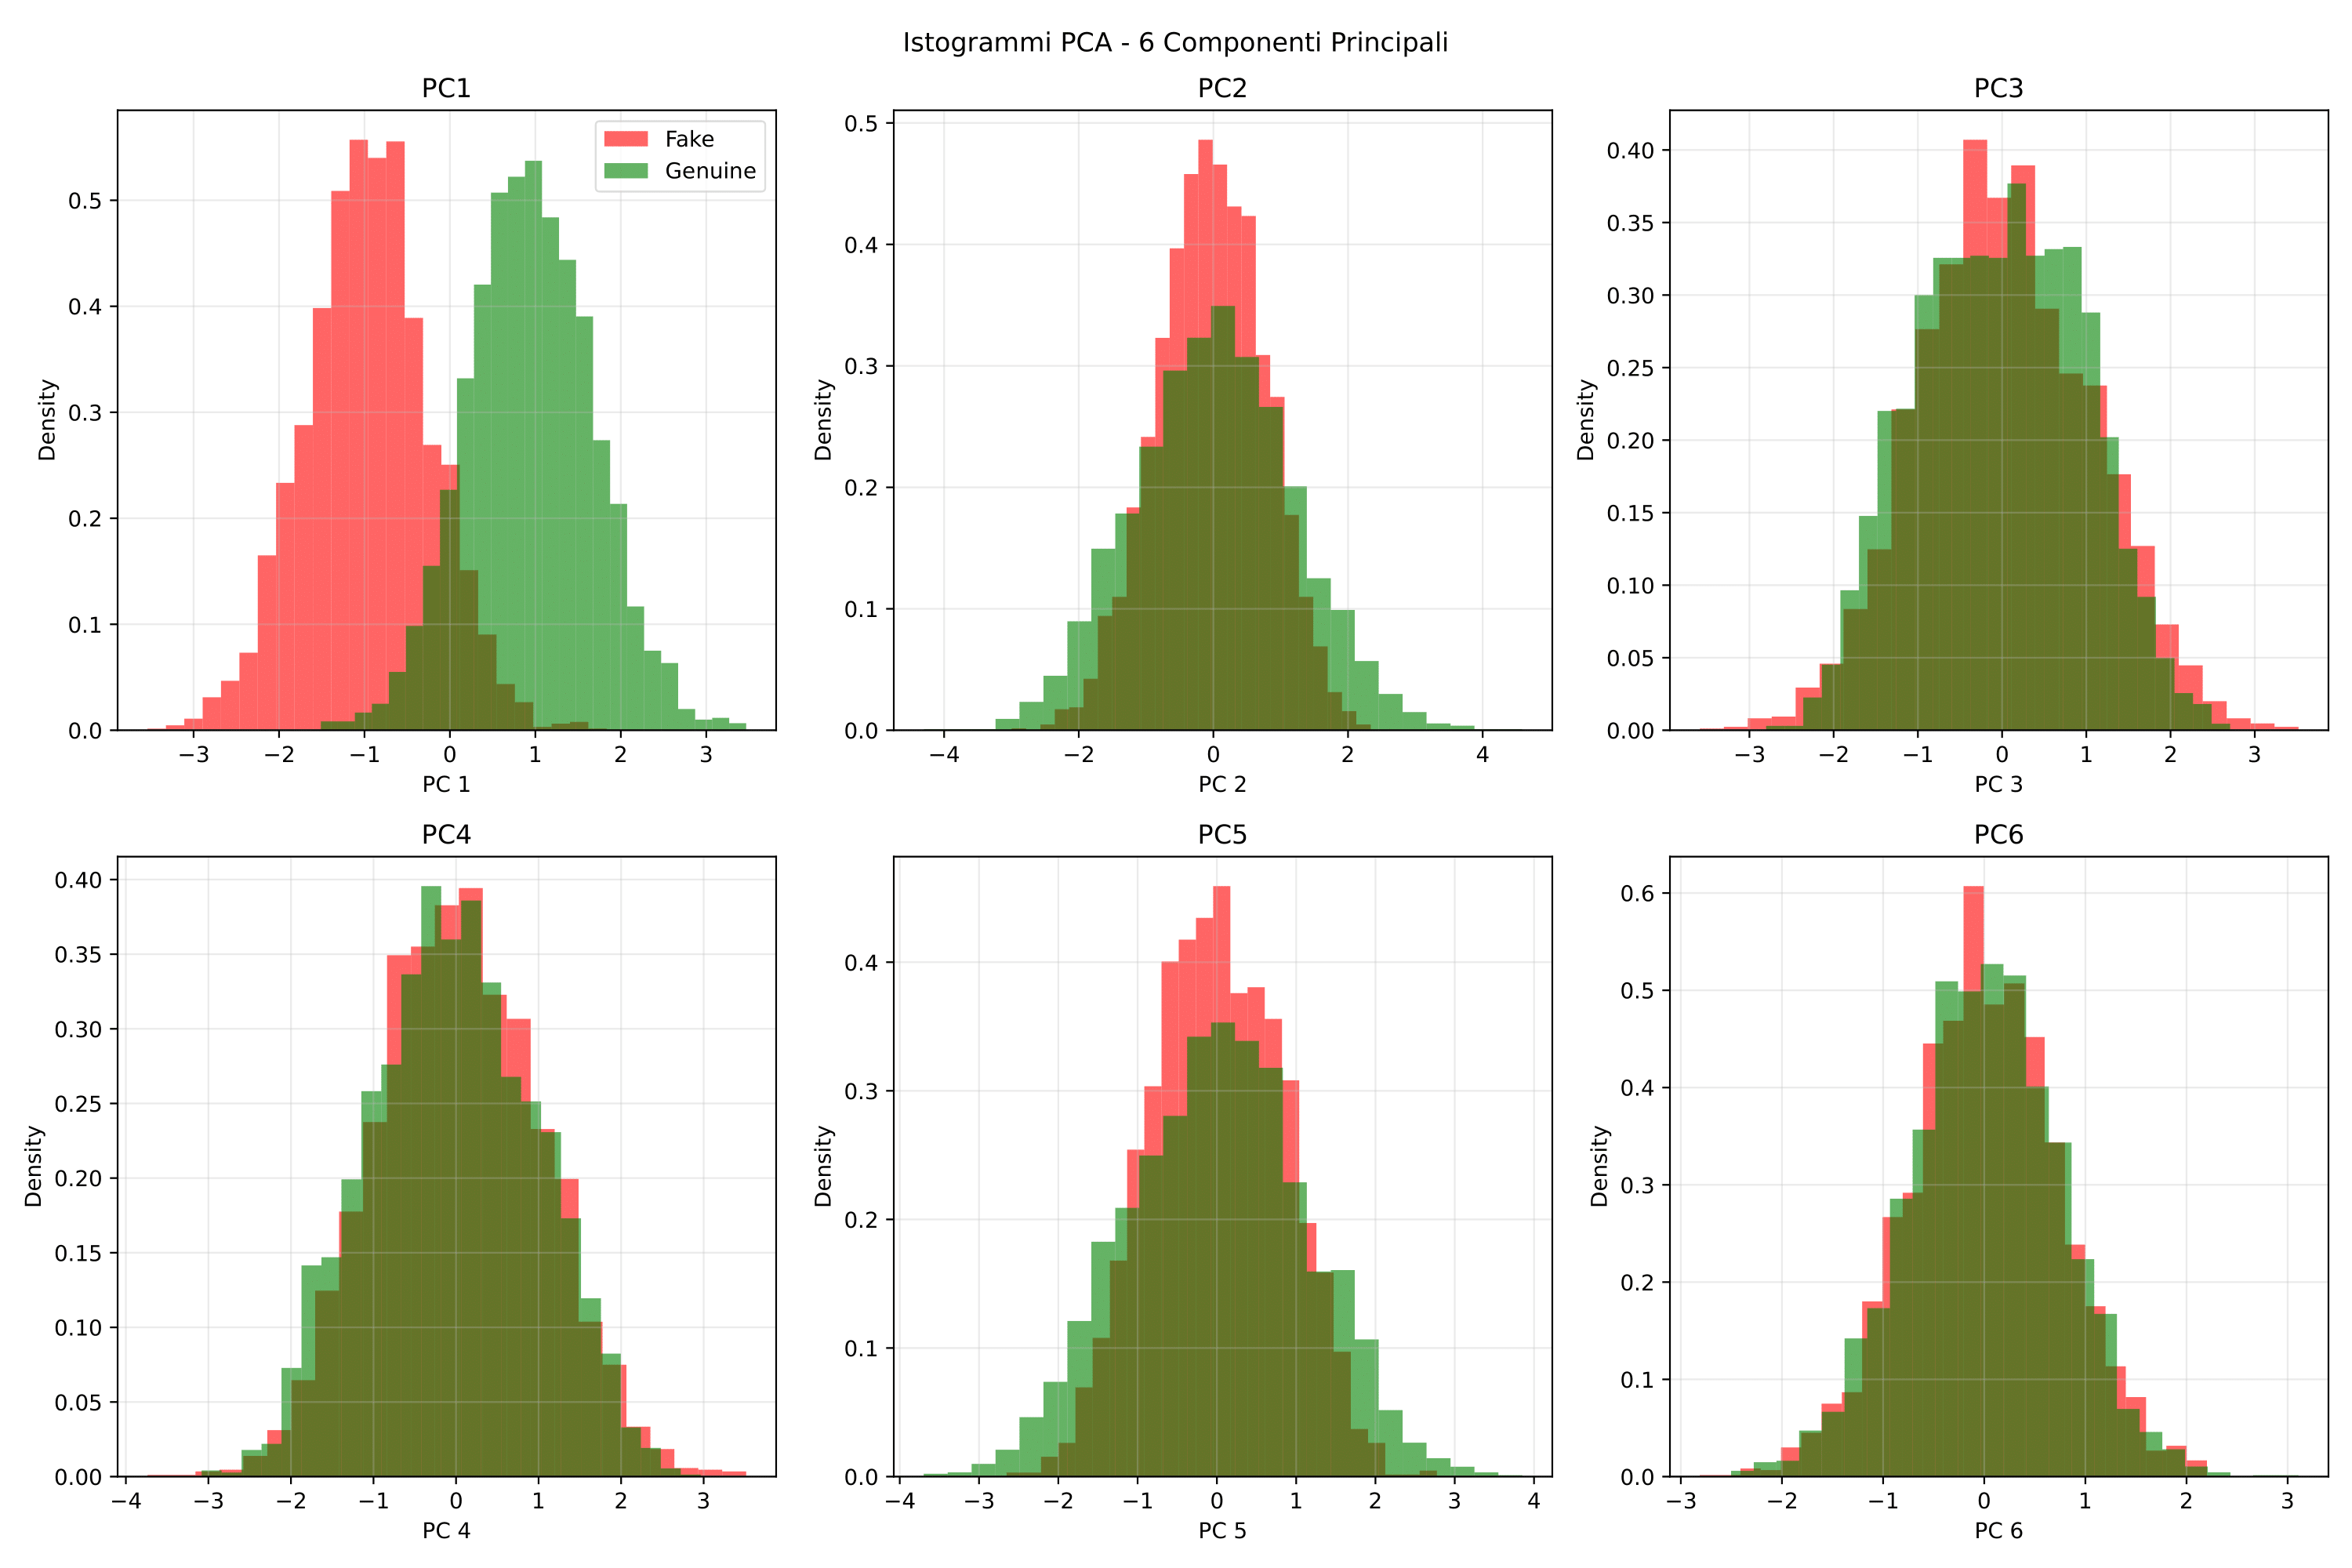 Istogrammi PCA - 6 Componenti Principali
PC1
Fake
Genuine
0.5
0.4
0.3
0.2
0.1
0.0
Density
−3 −2 −1 0 1 2 3
PC 1
PC2
0.5
0.4
0.3
0.2
0.1
0.0
Density
−4 −2 0 2 4
PC 2
PC3
0.40
0.35
0.30
0.25
0.20
0.15
0.10
0.05
0.00
Density
−3 −2 −1 0 1 2 3
PC 3
PC4
0.40
0.35
0.30
0.25
0.20
0.15
0.10
0.05
0.00
Density
−4 −3 −2 −1 0 1 2 3
PC 4
PC5
0.4
0.3
0.2
0.1
0.0
Density
−4 −3 −2 −1 0 1 2 3 4
PC 5
PC6
0.6
0.5
0.4
0.3
0.2
0.1
0.0
Density
−3 −2 −1 0 1 2 3
PC 6